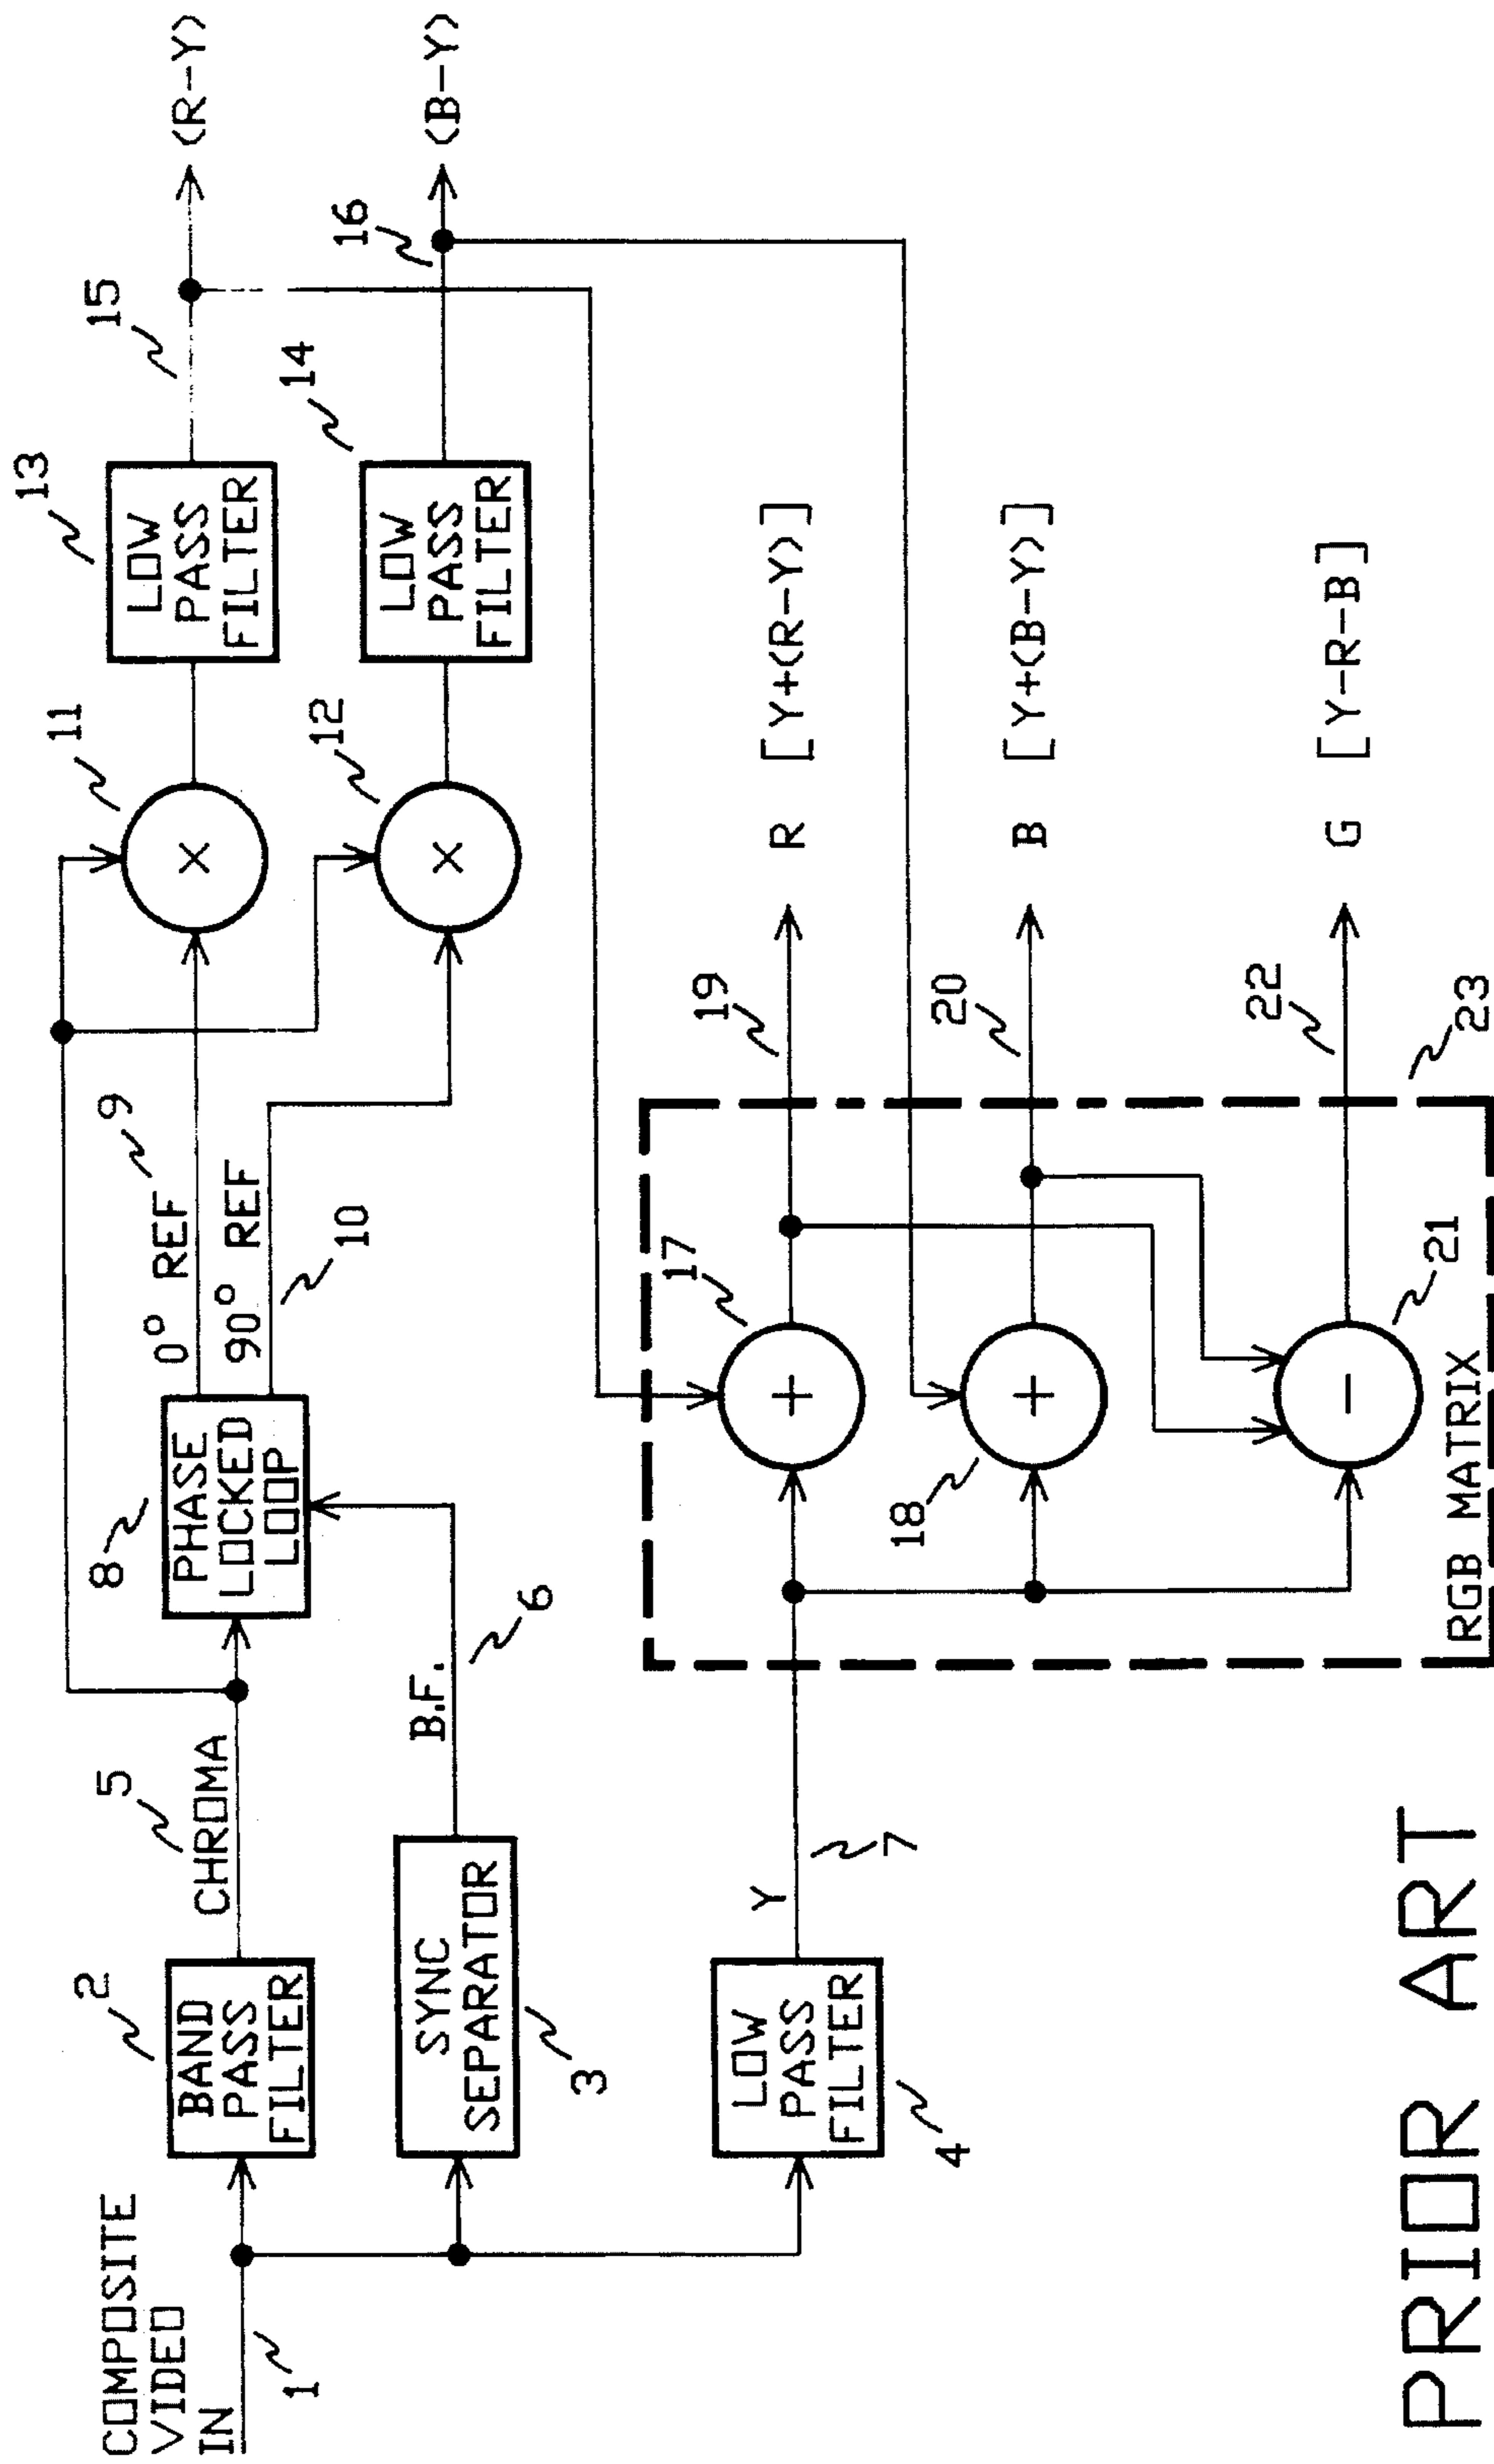 COMPOSITE
VIDEO
IN
1
2
BAND
PASS
FILTER
5
CHROMA
8
PHASE
LOCKED
LOOP
0° REF
9
90° REF
10
11
×
13
LOW
PASS
FILTER
15
(R-Y)
12
×
14
LOW
PASS
FILTER
16
(B-Y)
SYNC
SEPARATOR
3
B.F.
6
LOW
PASS
FILTER
4
Y
7
17
+
19
R [Y+(R-Y)]
18
+
20
B [Y+(B-Y)]
21
-
22
G [Y-R-B]
RGB MATRIX
23
PRIOR ART